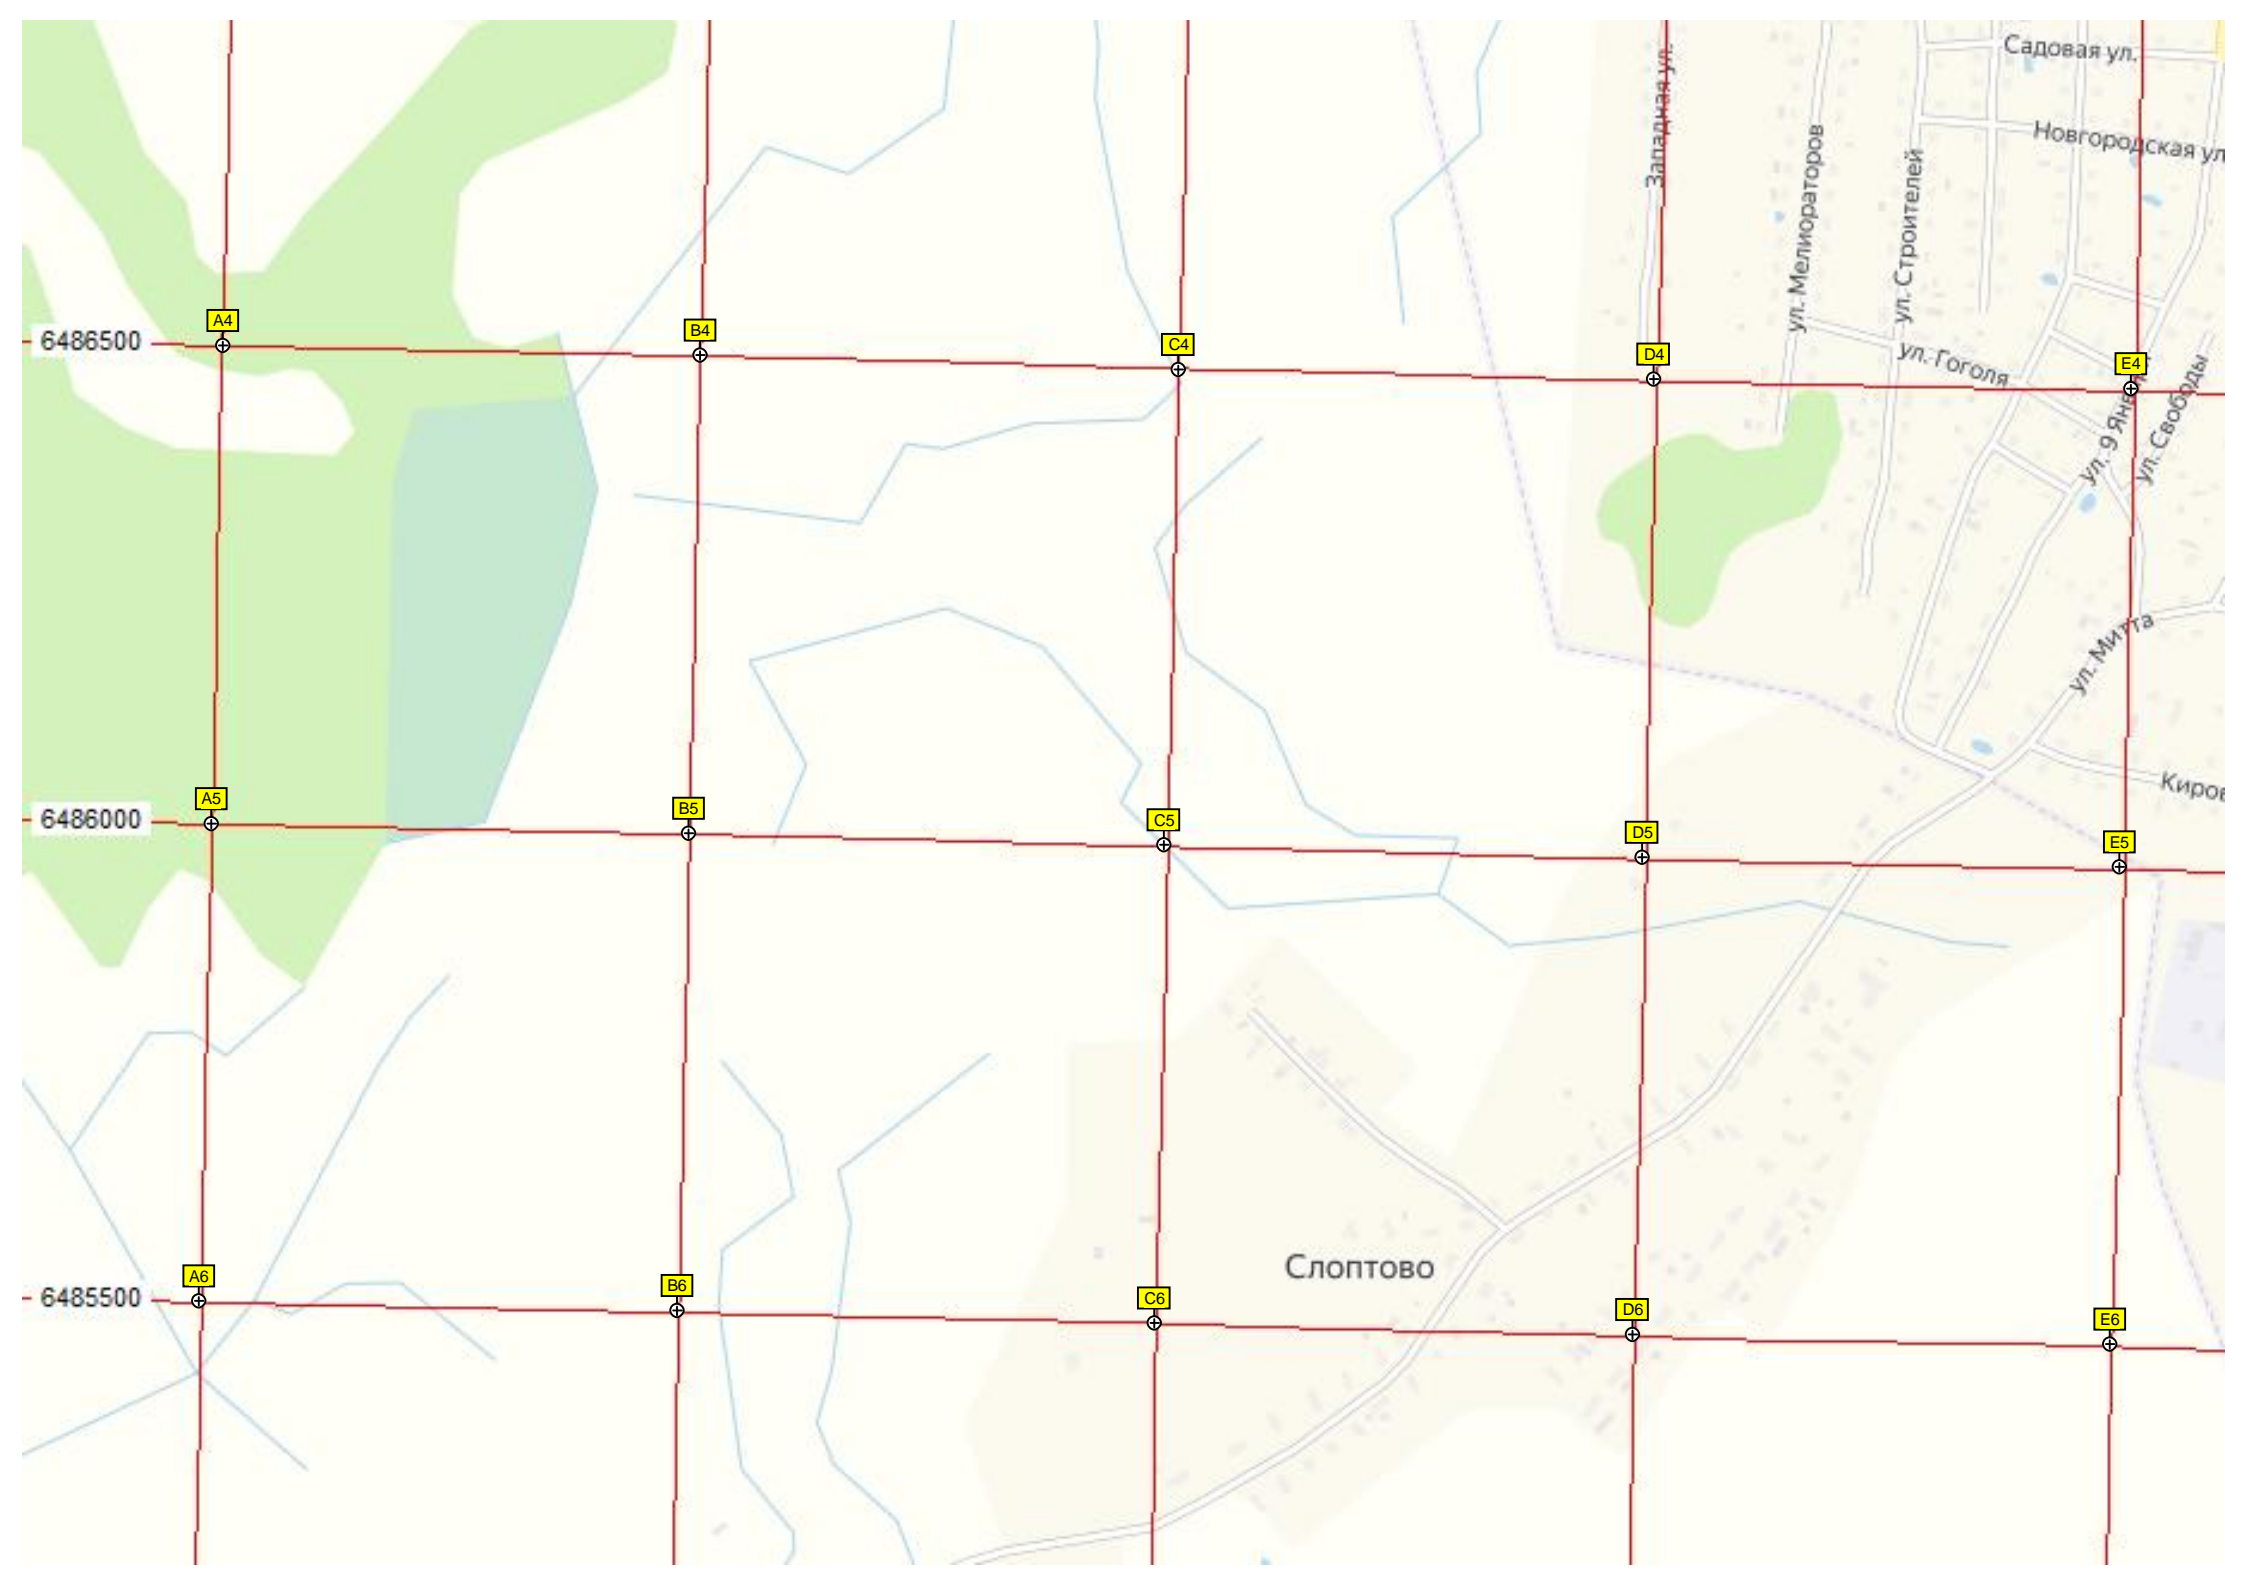 Садовая ул.
Западная ул.
Новгородская ул
ул. Мелиораторов
ул. Строителей
A4
B4
6486500
C4
D4
E4
ул. Гоголя
ул. Свободы
ул. 9 Янв
ул. Митта
Киров
A5
B5
6486000
C5
D5
E5
Слоптово
A6
B6
6485500
C6
D6
E6